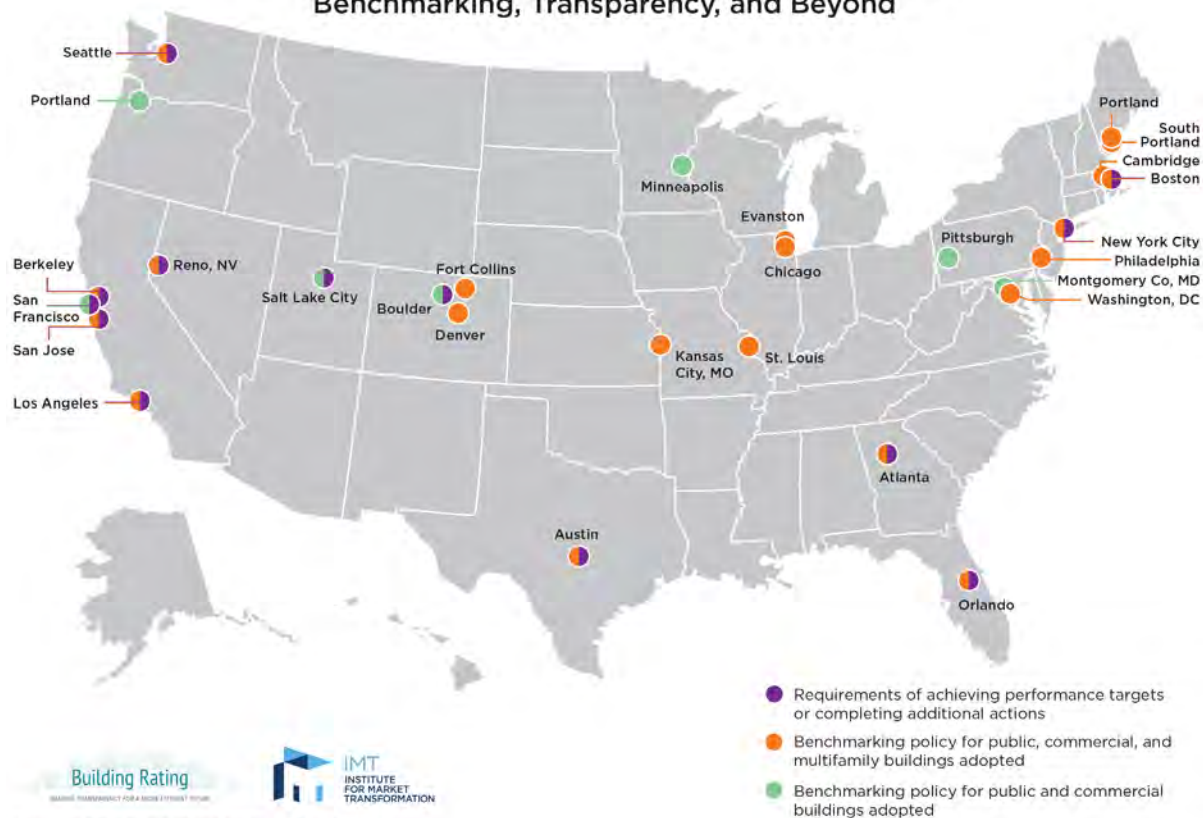 Benchmarking, Transparency, and Beyond
Seattle
Portland
Portland
South
Portland
Cambridge
Boston
Minneapolis
Evanston
Chicago
Pittsburgh
New York City
Philadelphia
Montgomery Co, MD
Washington, DC
Berkeley
San
Francisco
San Jose
Reno, NV
Salt Lake City
Fort Collins
Boulder
Denver
Kansas
City, MO
St. Louis
Los Angeles
Atlanta
Austin
Orlando
Requirements of achieving performance targets
or completing additional actions
Benchmarking policy for public, commercial, and
multifamily buildings adopted
Benchmarking policy for public and commercial
buildings adopted
Building Rating
IMT
INSTITUTE
FOR MARKET
TRANSFORMATION